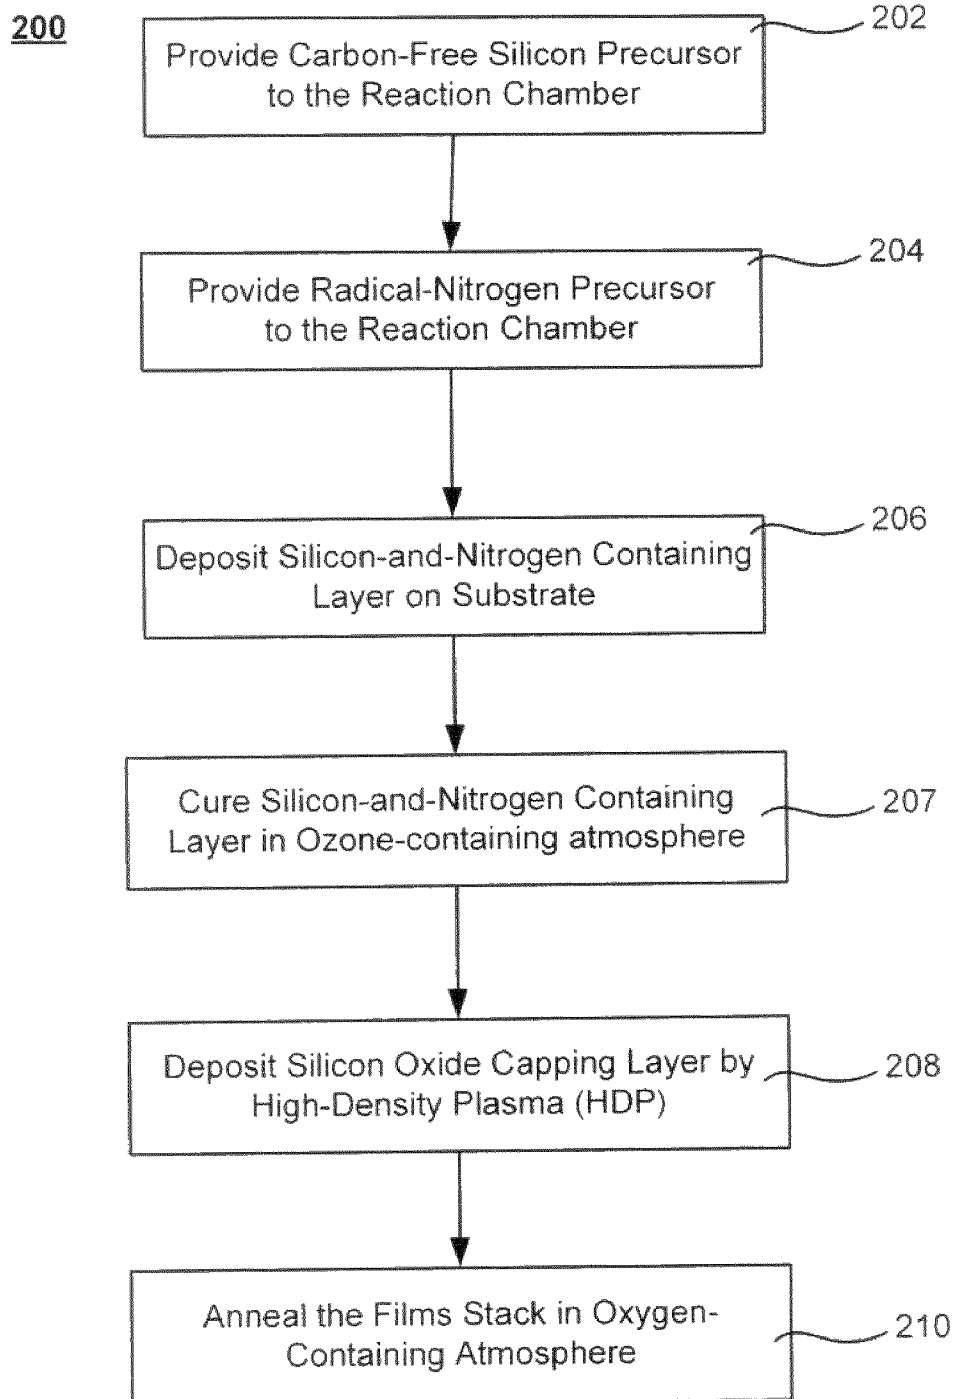 200
202
Provide Carbon-Free Silicon Precursor
to the Reaction Chamber
204
Provide Radical-Nitrogen Precursor
to the Reaction Chamber
206
Deposit Silicon-and-Nitrogen Containing
Layer on Substrate
207
Cure Silicon-and-Nitrogen Containing
Layer in Ozone-containing atmosphere
208
Deposit Silicon Oxide Capping Layer by
High-Density Plasma (HDP)
210
Anneal the Films Stack in Oxygen-
Containing Atmosphere